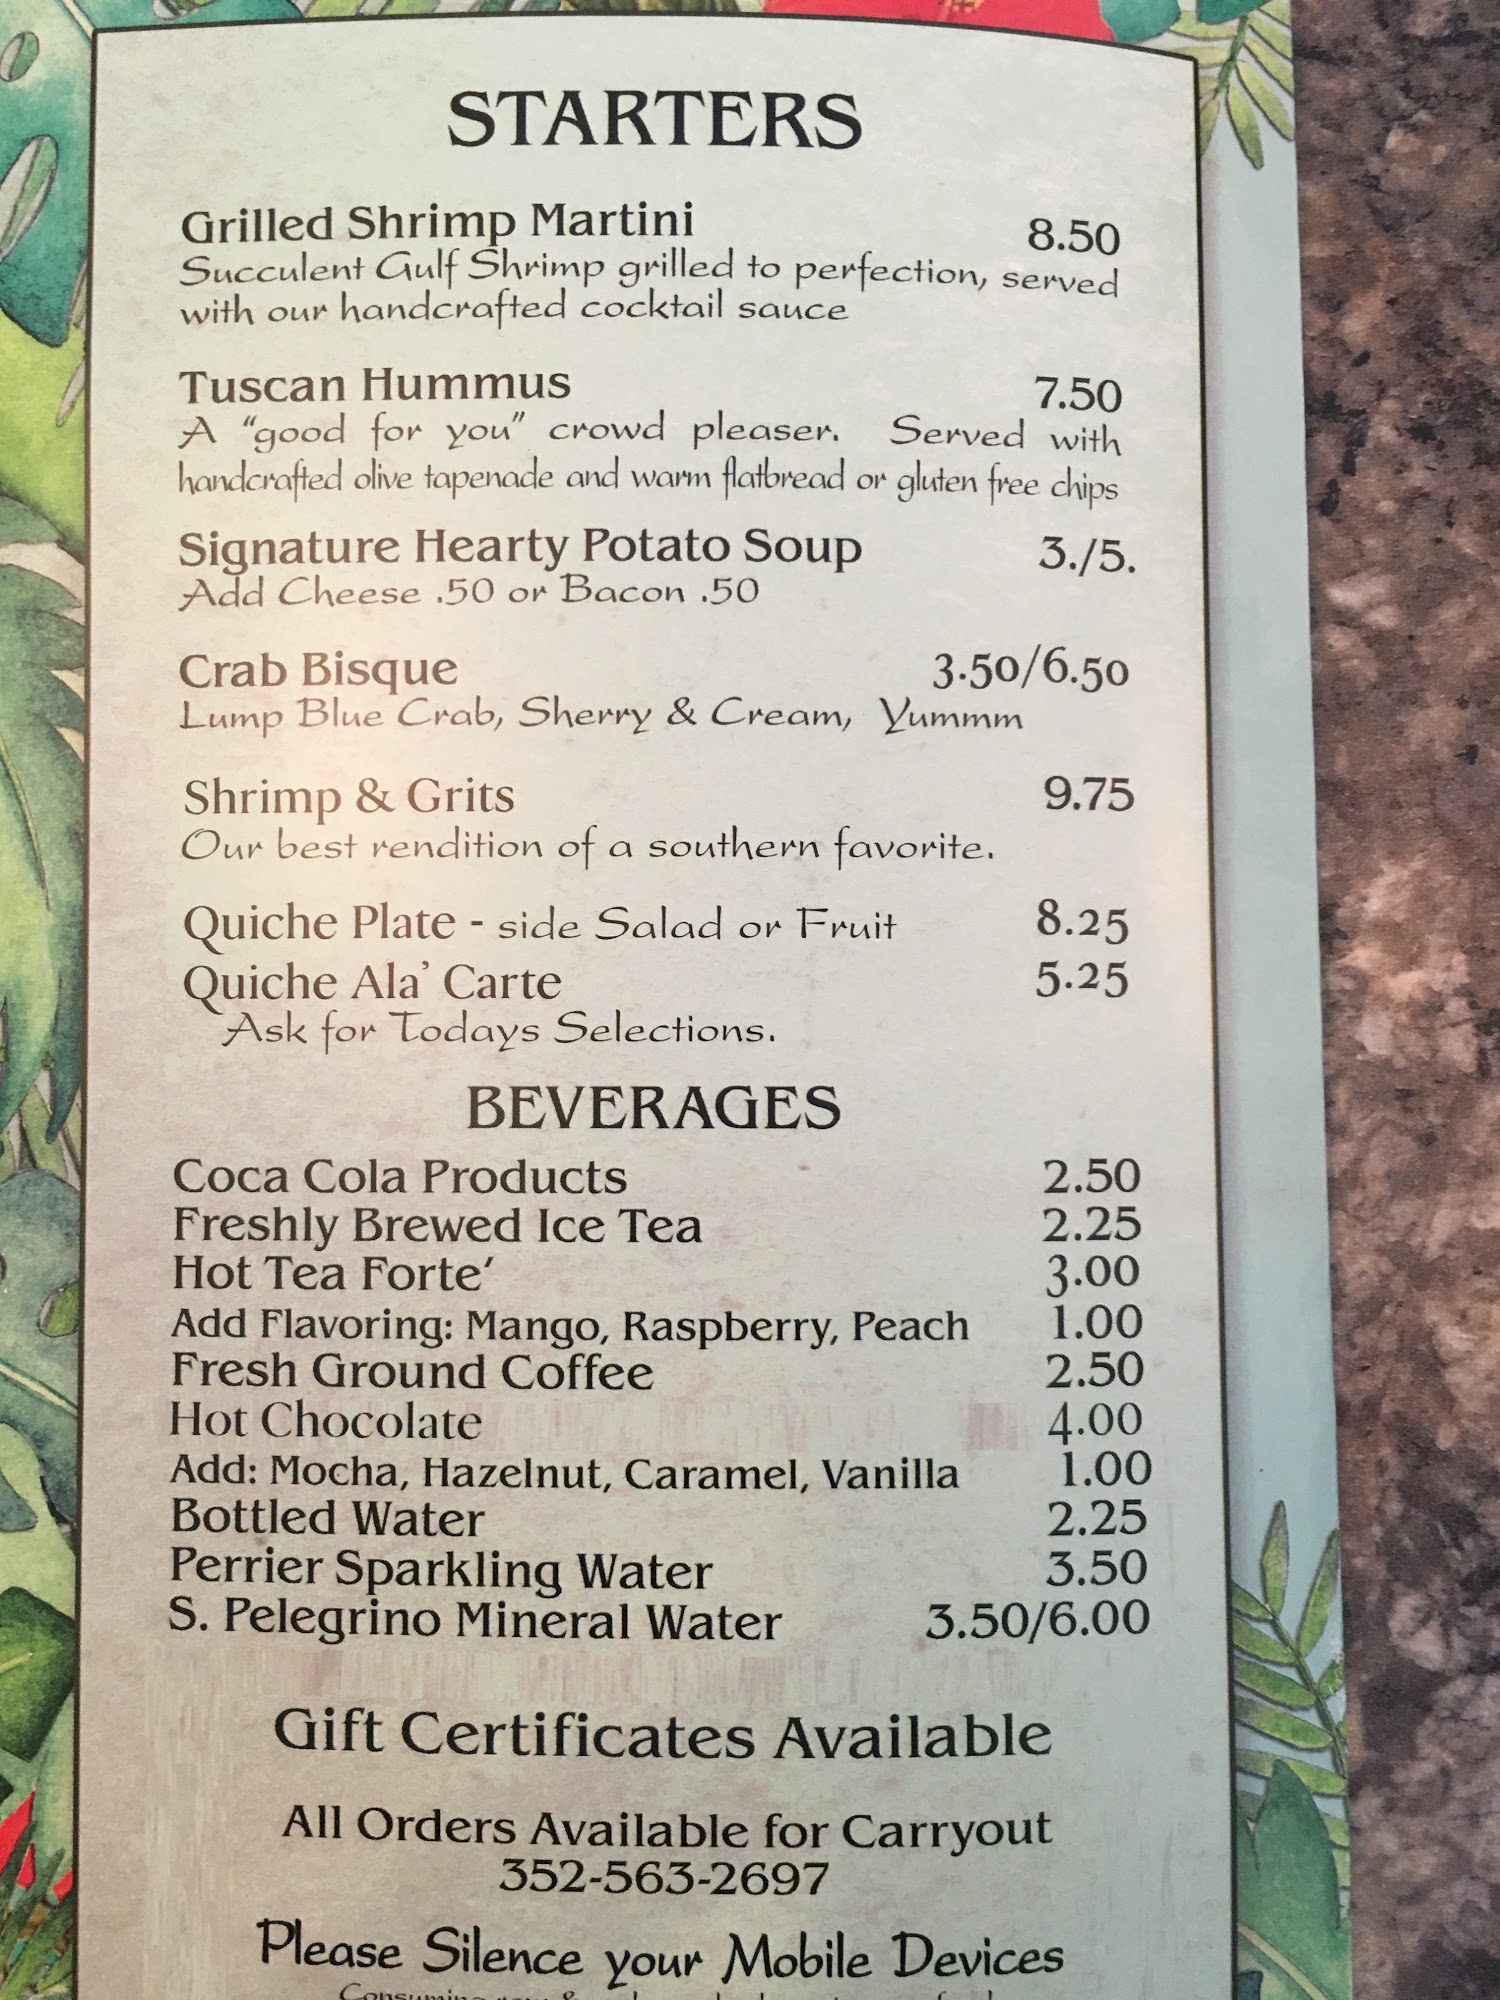 STARTERS
Grilled Shrimp Martini 8.50
Succulent Gulf Shrimp grilled to perfection, served
with our handcrafted cocktail sauce
Tuscan Hummus 7.50
A "good for you" crowd pleaser. Served with
handcrafted olive tapenade and warm flatbread or gluten free chips
Signature Hearty Potato Soup 3./5.
Add Cheese .50 or Bacon .50
Crab Bisque 3.50/6.50
Lump Blue Crab, Sherry & Cream, Yummm
Shrimp & Grits 9.75
Our best rendition of a southern favorite.
Quiche Plate - side Salad or Fruit 8.25
Quiche Ala' Carte 5.25
Ask for Todays Selections.
BEVERAGES
Coca Cola Products 2.50
Freshly Brewed Ice Tea 2.25
Hot Tea Forte' 3.00
Add Flavoring: Mango, Raspberry, Peach 1.00
Fresh Ground Coffee 2.50
Hot Chocolate 4.00
Add: Mocha, Hazelnut, Caramel, Vanilla 1.00
Bottled Water 2.25
Perrier Sparkling Water 3.50
S. Pelegrino Mineral Water 3.50/6.00
Gift Certificates Available
All Orders Available for Carryout
352-563-2697
Please Silence your Mobile Devices
Consuming